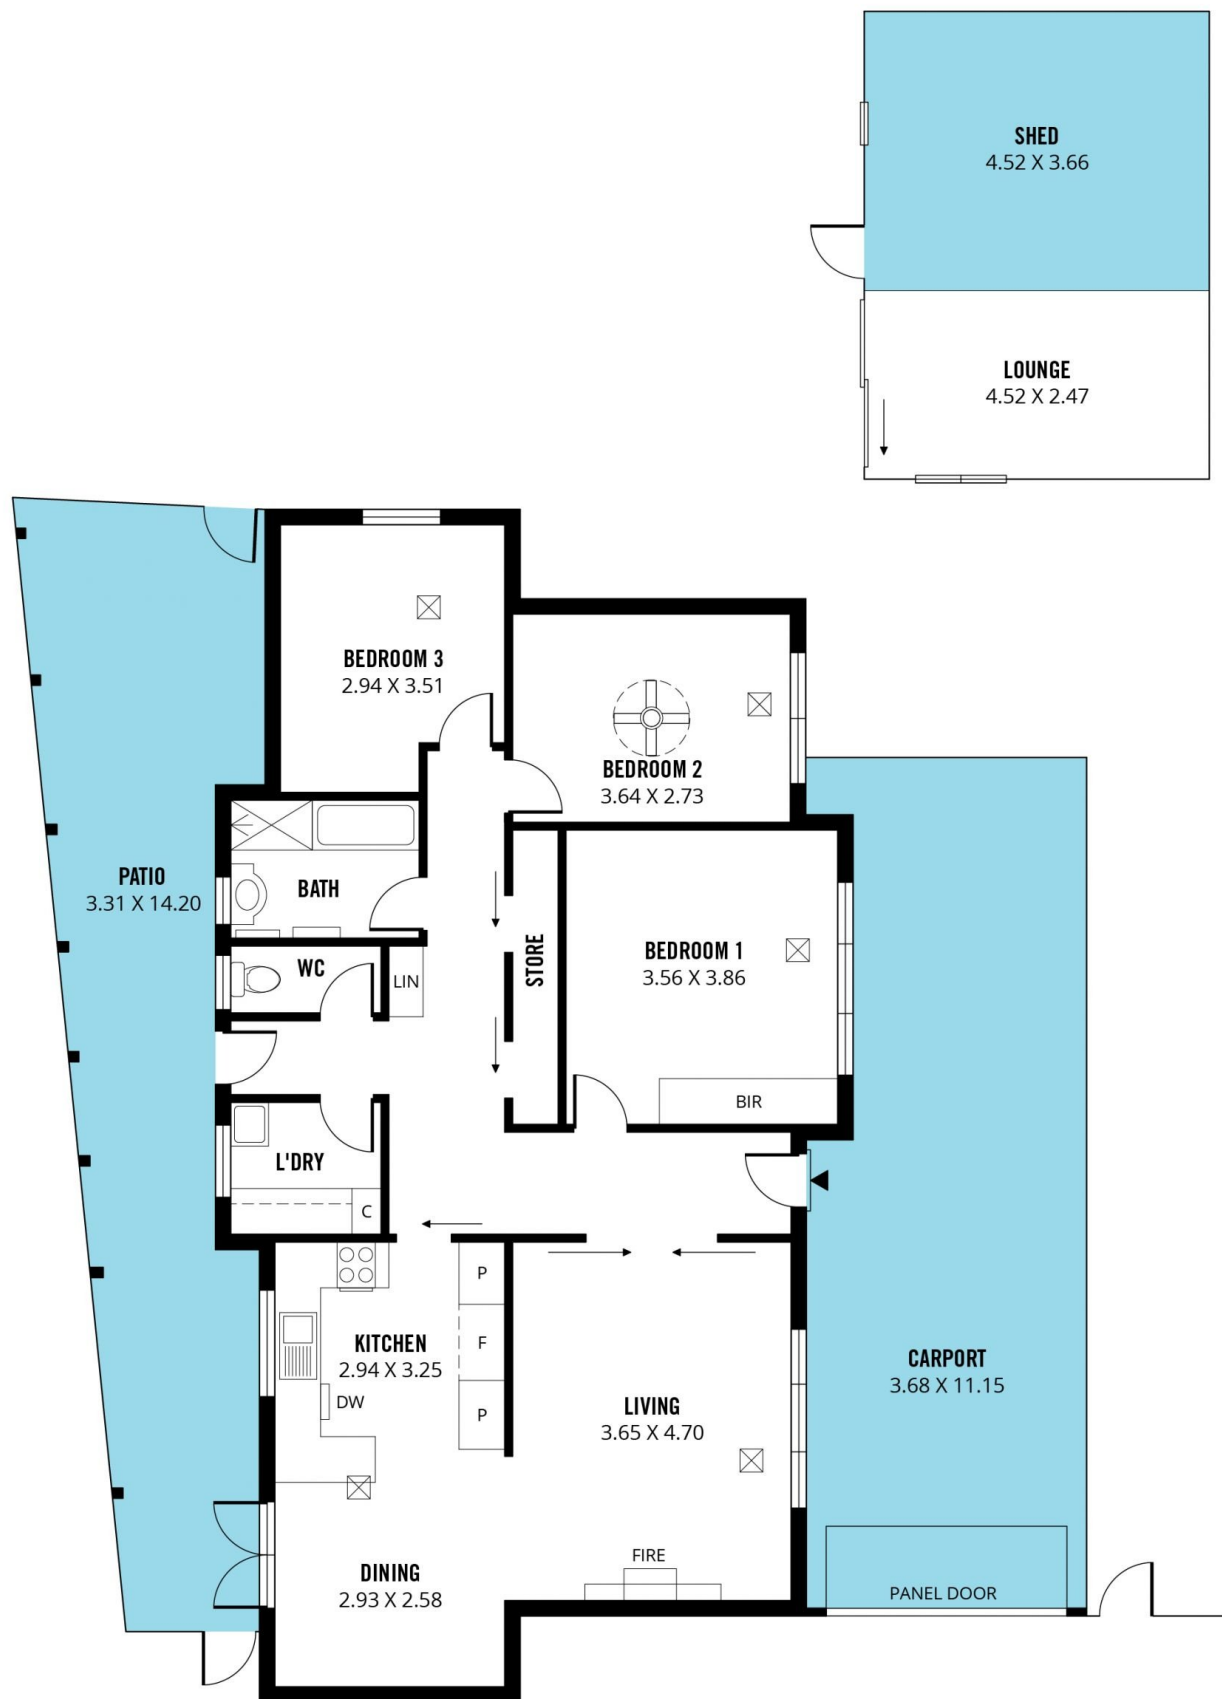 SHED
4.52 X 3.66
LOUNGE
4.52 X 2.47
BEDROOM 3
2.94 X 3.51
BEDROOM 2
3.64 X 2.73
PATIO
3.31 X 14.20
BATH
STORE
BEDROOM 1
3.56 X 3.86
WC
LIN
BIR
L'DRY
C
P
KITCHEN
2.94 X 3.25
F
DW
P
LIVING
3.65 X 4.70
CARPORT
3.68 X 11.15
FIRE
DINING
2.93 X 2.58
PANEL DOOR